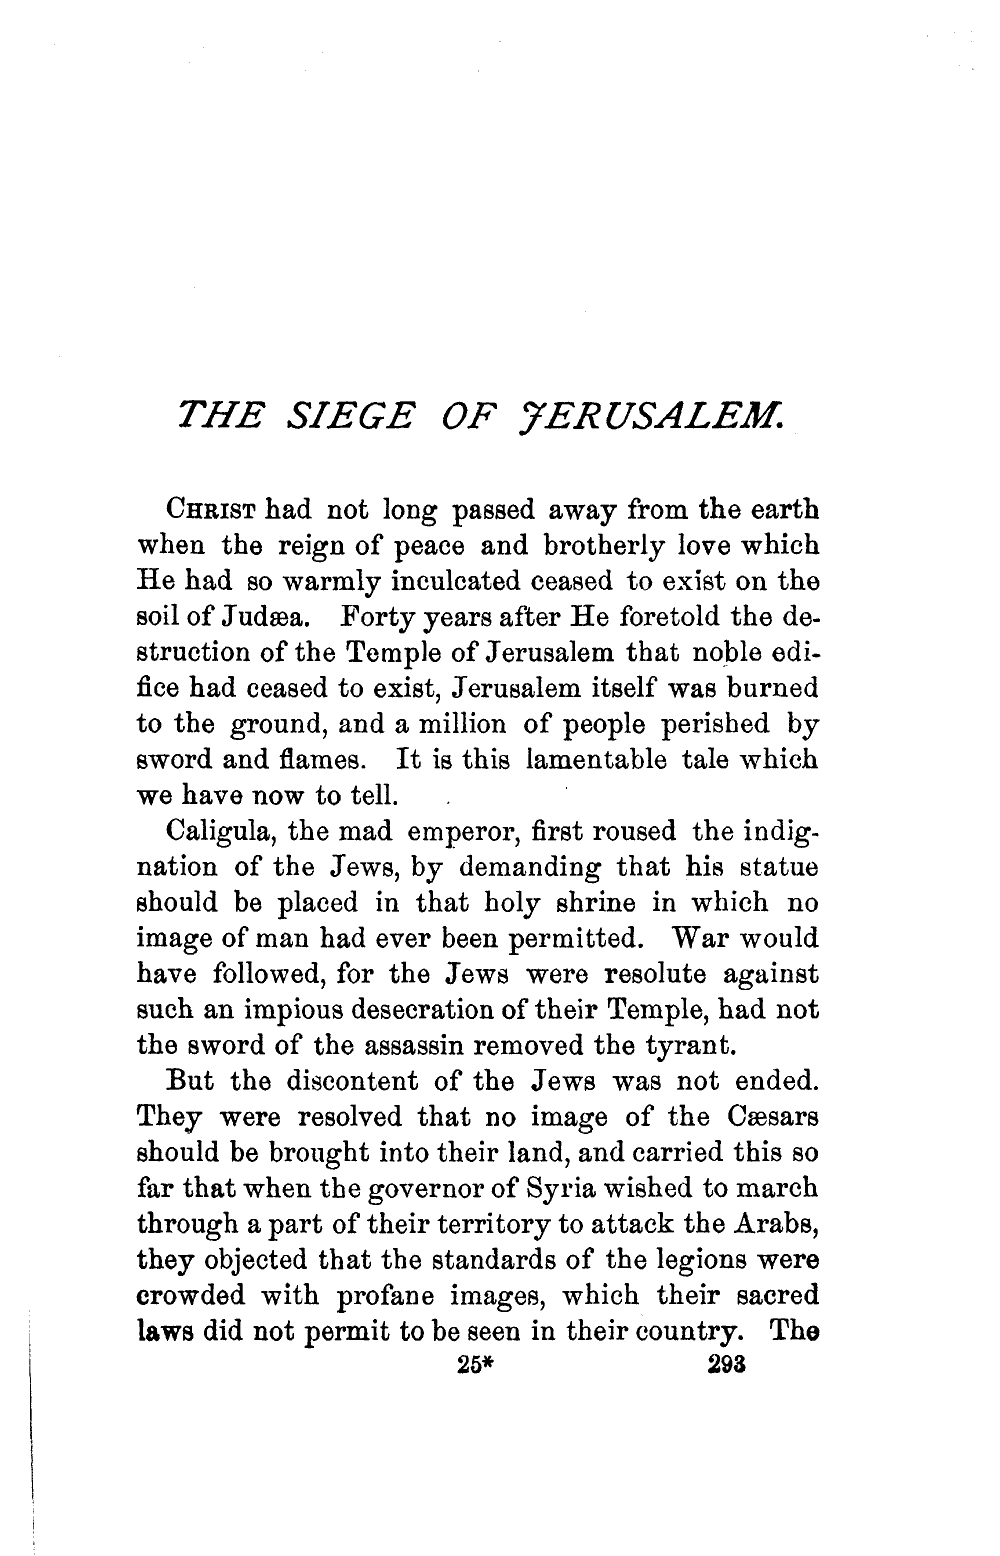 THE SIEGE OF JERUSALEM.
CHRIST had not long passed away from the earth
when the reign of peace and brotherly love which
He had so warmly inculcated ceased to exist on the
soil of Judæa. Forty years after He foretold the de-
struction of the Temple of Jerusalem that noble edi-
fice had ceased to exist, Jerusalem itself was burned
to the ground, and a million of people perished by
sword and flames. It is this lamentable tale which
we have now to tell.
Caligula, the mad emperor, first roused the indig-
nation of the Jews, by demanding that his statue
should be placed in that holy shrine in which no
image of man had ever been permitted. War would
have followed, for the Jews were resolute against
such an impious desecration of their Temple, had not
the sword of the assassin removed the tyrant.
But the discontent of the Jews was not ended.
They were resolved that no image of the Cæsars
should be brought into their land, and carried this so
far that when the governor of Syria wished to march
through a part of their territory to attack the Arabs,
they objected that the standards of the legions were
crowded with profane images, which their sacred
laws did not permit to be seen in their country. The
25* 293